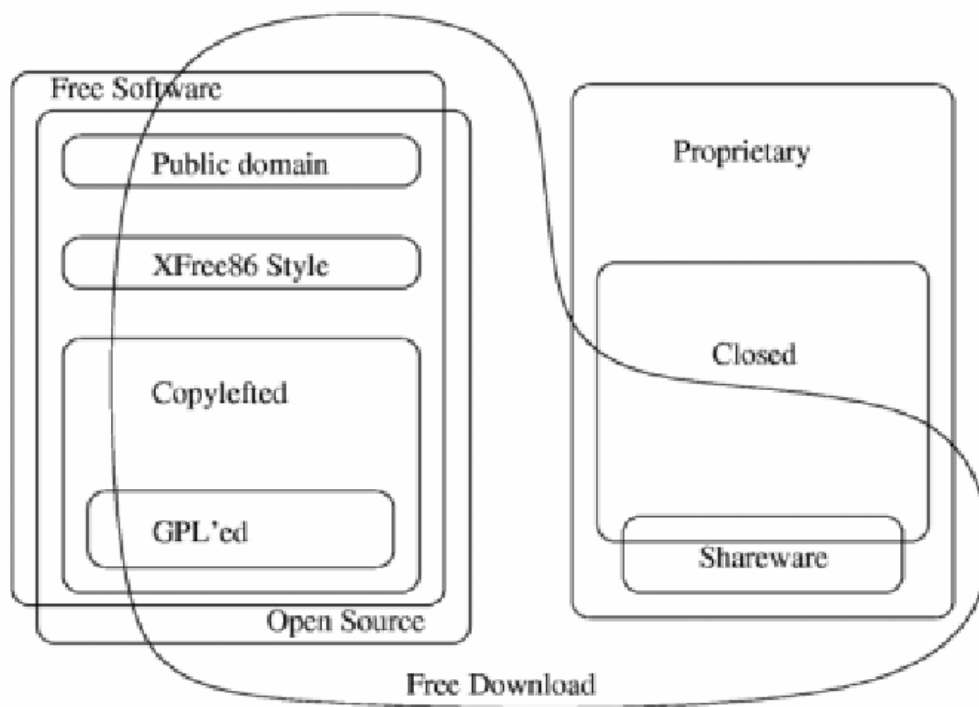 Free Software
Public domain
Proprietary
XFree86 Style
Closed
Copylefted
GPL'ed
Shareware
Open Source
Free Download